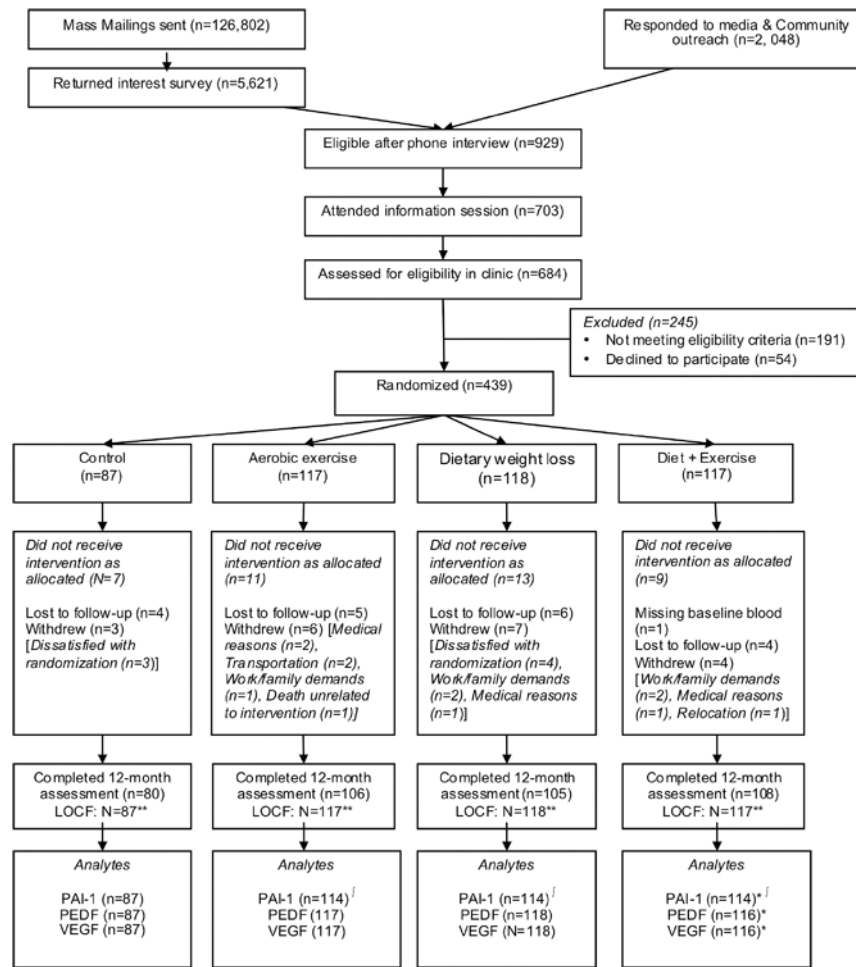 Mass Mailings sent (n=126,802)
Responded to media & Community
outreach (n=2, 048)
Returned interest survey (n=5,621)
Eligible after phone interview (n=929)
Attended information session (n=703)
Assessed for eligibility in clinic (n=684)
Excluded (n=245)
• Not meeting eligibility criteria (n=191)
• Declined to participate (n=54)
Randomized (n=439)
Control
(n=87)
Aerobic exercise
(n=117)
Dietary weight loss
(n=118)
Diet + Exercise
(n=117)
Did not receive
intervention as
allocated (N=7)
Lost to follow-up (n=4)
Withdrew (n=3)
[Dissatisfied with
randomization (n=3)]
Did not receive
intervention as allocated
(n=11)
Lost to follow-up (n=5)
Withdrew (n=6) [Medical
reasons (n=2),
Transportation (n=2),
Work/family demands
(n=1), Death unrelated
to intervention (n=1)]
Did not receive
intervention as
allocated (n=13)
Lost to follow-up (n=6)
Withdrew (n=7)
[Dissatisfied with
randomization (n=4),
Work/family demands
(n=2), Medical reasons
(n=1)]
Did not receive
intervention as allocated
(n=9)
Missing baseline blood
(n=1)
Lost to follow-up (n=4)
Withdrew (n=4)
[Work/family demands
(n=2), Medical reasons
(n=1), Relocation (n=1)]
Completed 12-month
assessment (n=80)
LOCF: N=87**
Completed 12-month
assessment (n=106)
LOCF: N=117**
Completed 12-month
assessment (n=105)
LOCF: N=118**
Completed 12-month
assessment (n=108)
LOCF: N=117**
Analytes
PAI-1 (n=87)
PEDF (n=87)
VEGF (n=87)
Analytes
PAI-1 (n=114)ᶴ
PEDF (117)
VEGF (117)
Analytes
PAI-1 (n=114)ᶴ
PEDF (n=118)
VEGF (N=118)
Analytes
PAI-1 (n=114)*ᶴ
PEDF (n=116)*
VEGF (n=116)*